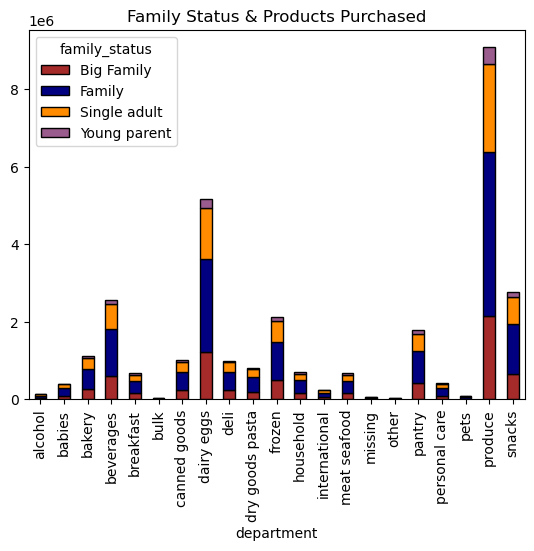 Family Status & Products Purchased
1e6
family_status
Big Family
Family
Single adult
Young parent
8
6
4
2
0
alcohol
babies
bakery
beverages
breakfast
bulk
canned goods
dairy eggs
deli
dry goods pasta
frozen
household
international
meat seafood
missing
other
pantry
personal care
pets
produce
snacks
department